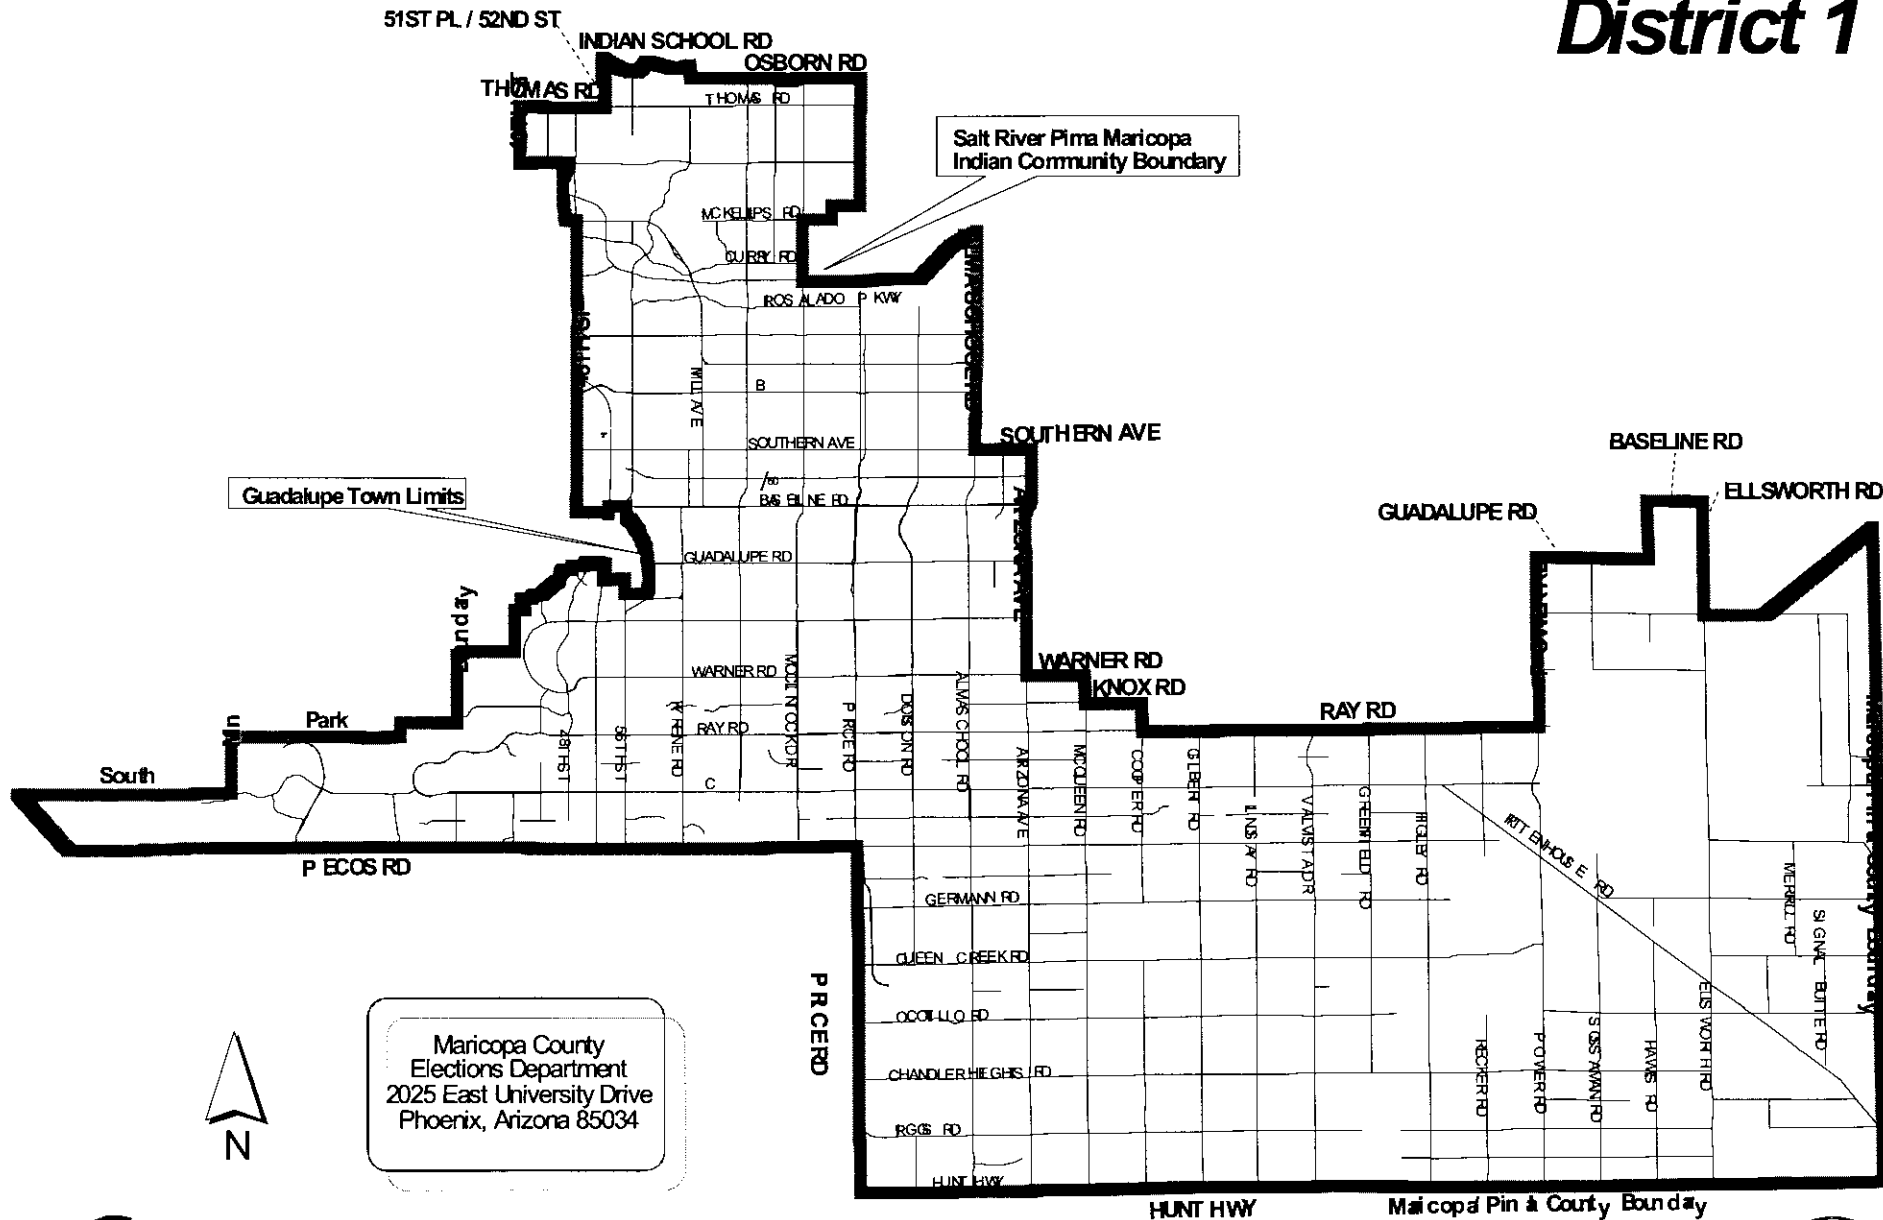 District 1
51ST PL / 52ND ST
INDIAN SCHOOL RD
OSBORN RD
THOMAS RD
THOMAS RD
Salt River Pima Maricopa
Indian Community Boundary
MCKELLIPS RD
CURRY RD
RIO SALADO PKWY
MILL AVE
B
SOUTHERN AVE
SOUTHERN AVE
BASELINE RD
Guadalupe Town Limits
BASELINE RD
ELLSWORTH RD
GUADALUPE RD
GUADALUPE RD
ARIZONA AVE
WARNER RD
WARNER RD
KNOX RD
RAY RD
RAY RD
Park
South
C
48TH ST
56TH ST
KYRENE RD
PRICE RD
DOBSON RD
ALMA SCHOOL RD
ARIZONA AVE
MCQUEEN RD
COOPER RD
GILBERT RD
LINDSAY RD
VAL VISTA DR
GREENFIELD RD
HIGLEY RD
RITTENHOUSE RD
PECOS RD
GERMANN RD
MERRILL RD
SIGNAL BUTTE RD
QUEEN CREEK RD
PRICE RD
OCOTILLO RD
ELLSWORTH RD
CHANDLER HEIGHTS RD
RECKER RD
POWER RD
SOSSAMAN RD
HAWES RD
RIGGS RD
HUNT HWY
HUNT HWY
Maricopa/ Pinal County Boundary
Maricopa County
Elections Department
2025 East University Drive
Phoenix, Arizona 85034
N